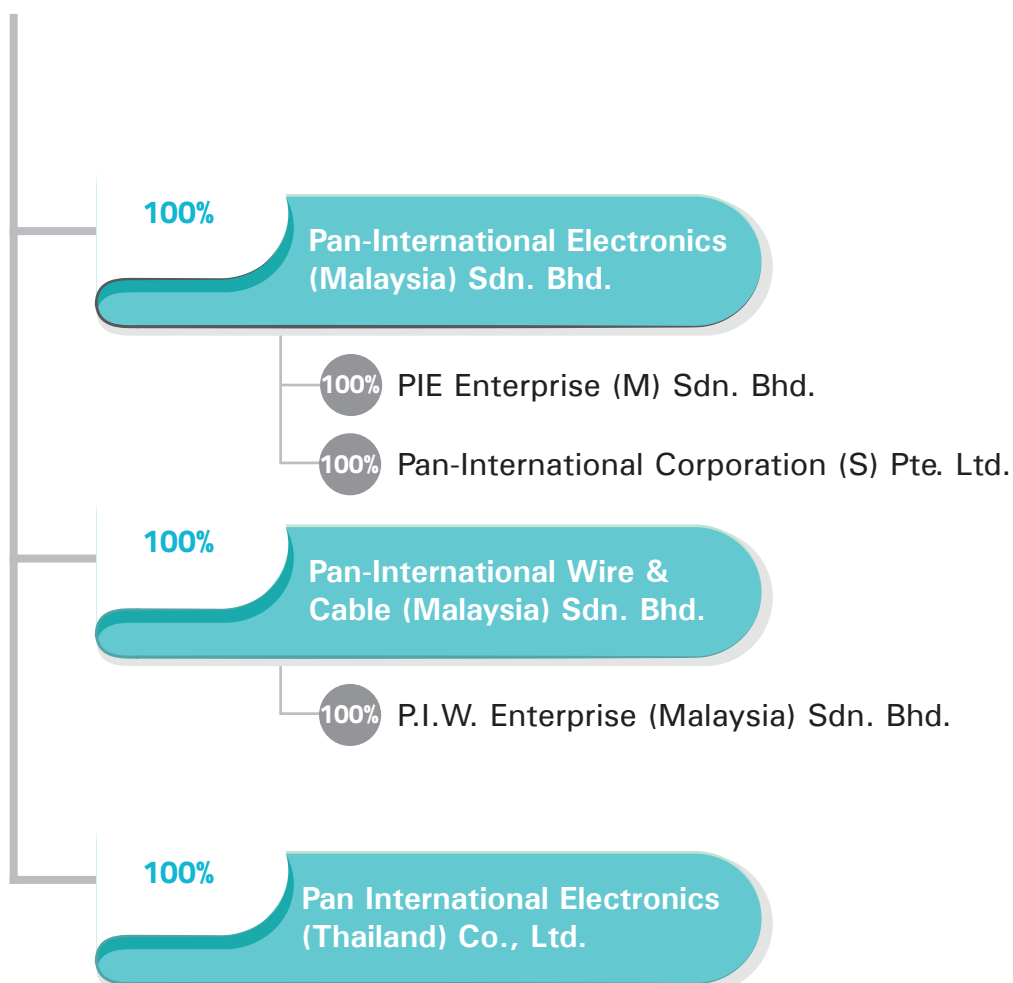 100%
Pan-International Electronics
(Malaysia) Sdn. Bhd.
100% PIE Enterprise (M) Sdn. Bhd.
100% Pan-International Corporation (S) Pte. Ltd.
100%
Pan-International Wire &
Cable (Malaysia) Sdn. Bhd.
100% P.I.W. Enterprise (Malaysia) Sdn. Bhd.
100%
Pan International Electronics
(Thailand) Co., Ltd.